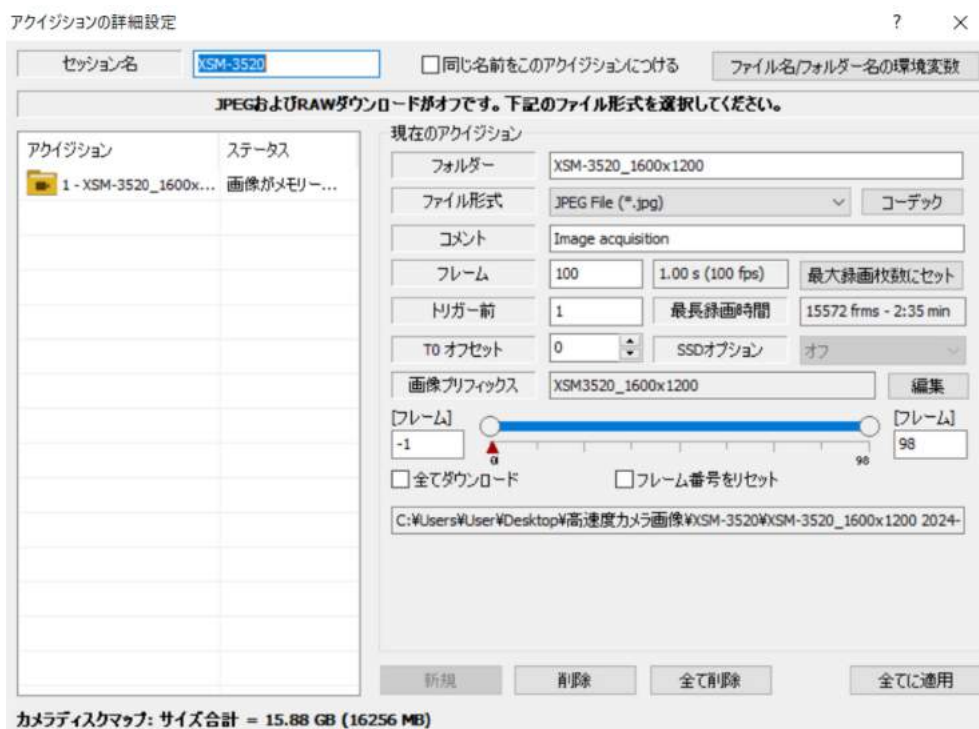 アクイジションの詳細設定 ? ×
セッション名 XSM-3520 同じ名前をこのアクイジションにつける ファイル名/フォルダー名の環境変数
JPEGおよびRAWダウンロードがオフです。下記のファイル形式を選択してください。
アクイジション ステータス
1 - XSM-3520_1600x... 画像がメモリー...
現在のアクイジション
フォルダー XSM-3520_1600x1200
ファイル形式 JPEG File (*.jpg) コーデック
コメント Image acquisition
フレーム 100 1.00 s (100 fps) 最大録画枚数にセット
トリガー前 1 最長録画時間 15572 frms - 2:35 min
T0 オフセット 0 SSDオプション オフ
画像プリフィックス XSM3520_1600x1200 編集
[フレーム] [フレーム]
-1 98
0 98
全てダウンロード フレーム番号をリセット
C:¥Users¥User¥Desktop¥高速度カメラ画像¥XSM-3520¥XSM-3520_1600x1200 2024-
新規 削除 全て削除 全てに適用
カメラディスクマップ: サイズ合計 = 15.88 GB (16256 MB)